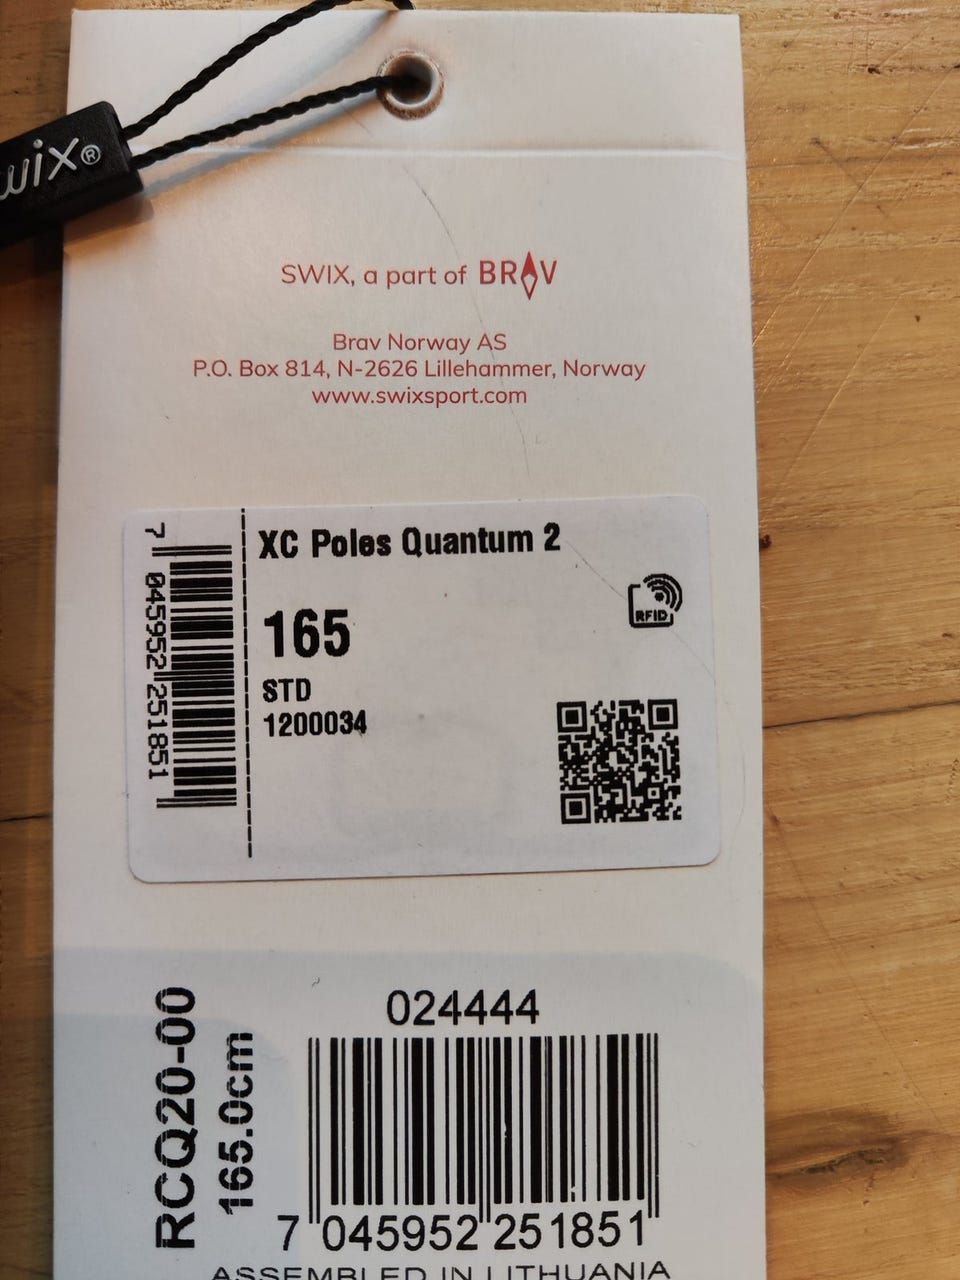 SWIX, a part of BRAV
Brav Norway AS
P.O. Box 814, N-2626 Lillehammer, Norway
www.swixsport.com
XC Poles Quantum 2
RFID
165
STD
1200034
7 045952 251851
RCQ20-00
165.0cm
024444
7 045952 251851
ASSEMBLED IN LITHUANIA